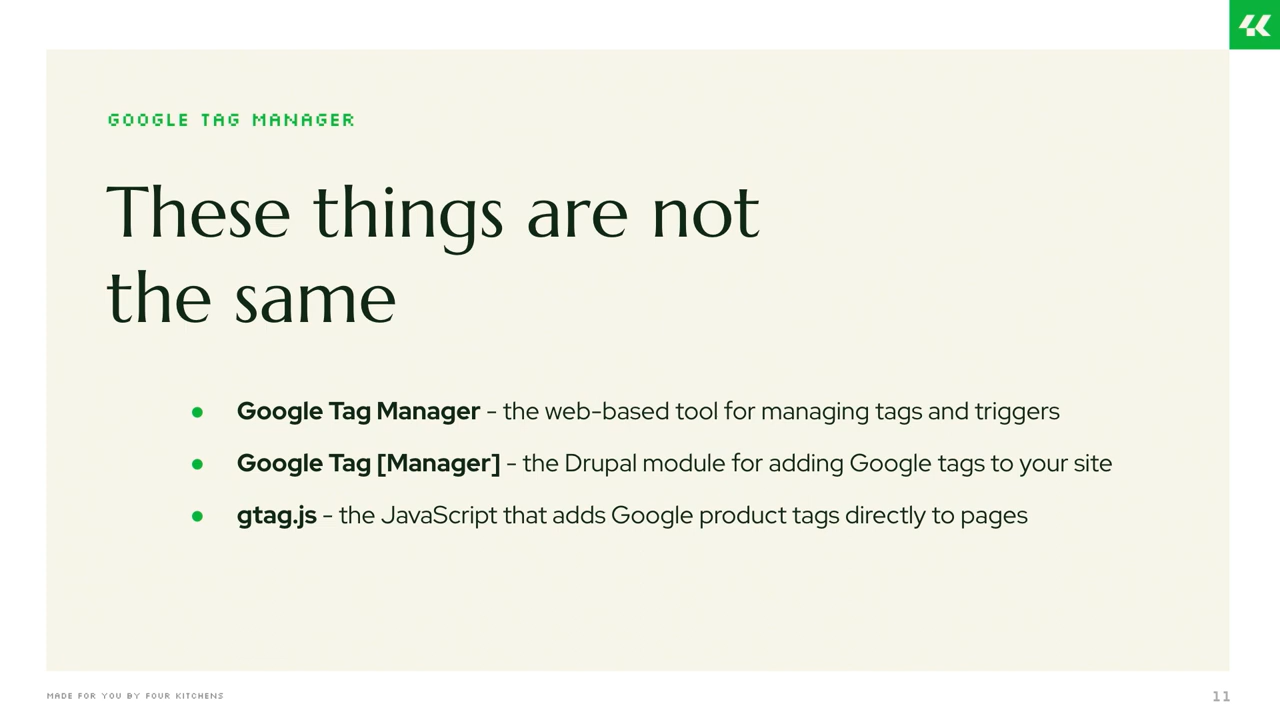 GOOGLE TAG MANAGER
These things are not
the same
● Google Tag Manager - the web-based tool for managing tags and triggers
● Google Tag [Manager] - the Drupal module for adding Google tags to your site
● gtag.js - the JavaScript that adds Google product tags directly to pages
MADE FOR YOU BY FOUR KITCHENS
11